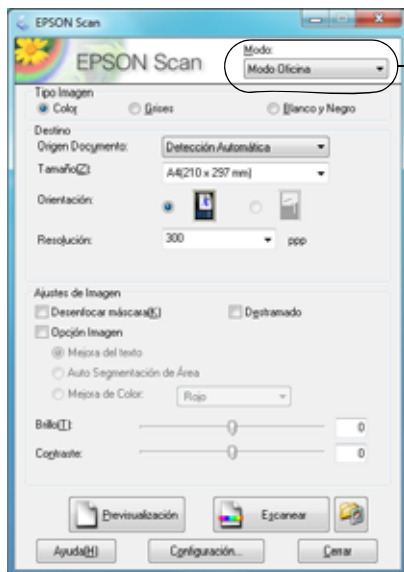 EPSON Scan
EPSON Scan
Modo:
Modo Oficina
Tipo Imagen
Color Grises Blanco y Negro
Destino
Origen Documento: Detección Automática
Tamaño(Z): A4(210 x 297 mm)
Orientación:
Resolución: 300 ppp
Ajustes de Imagen
Desenfocar máscara(K) Destramado
Opción Imagen
Mejora del texto
Auto Segmentación de Área
Mejora de Color: Rojo
Brillo(T): 0
Contraste: 0
Previsualización Escanear
Ayuda(H) Configuración... Cerrar